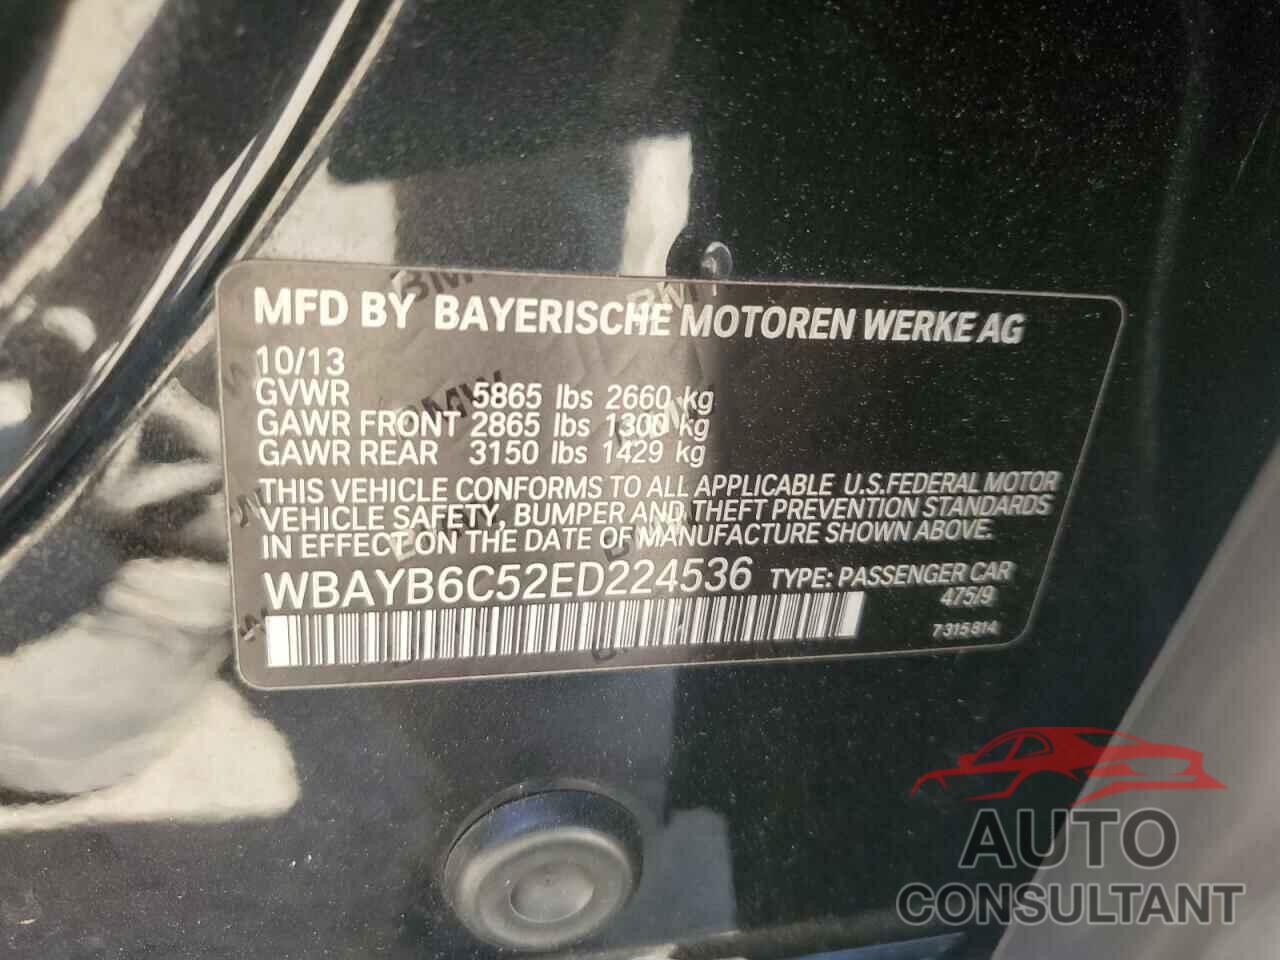 MFD BY BAYERISCHE MOTOREN WERKE AG
10/13
GVWR 5865 lbs 2660 kg
GAWR FRONT 2865 lbs 1300 kg
GAWR REAR 3150 lbs 1429 kg
THIS VEHICLE CONFORMS TO ALL APPLICABLE U.S.FEDERAL MOTOR
VEHICLE SAFETY, BUMPER AND THEFT PREVENTION STANDARDS
IN EFFECT ON THE DATE OF MANUFACTURE SHOWN ABOVE.
WBAYB6C52ED224536 TYPE: PASSENGER CAR
475/9
7315814
AUTO
CONSULTANT